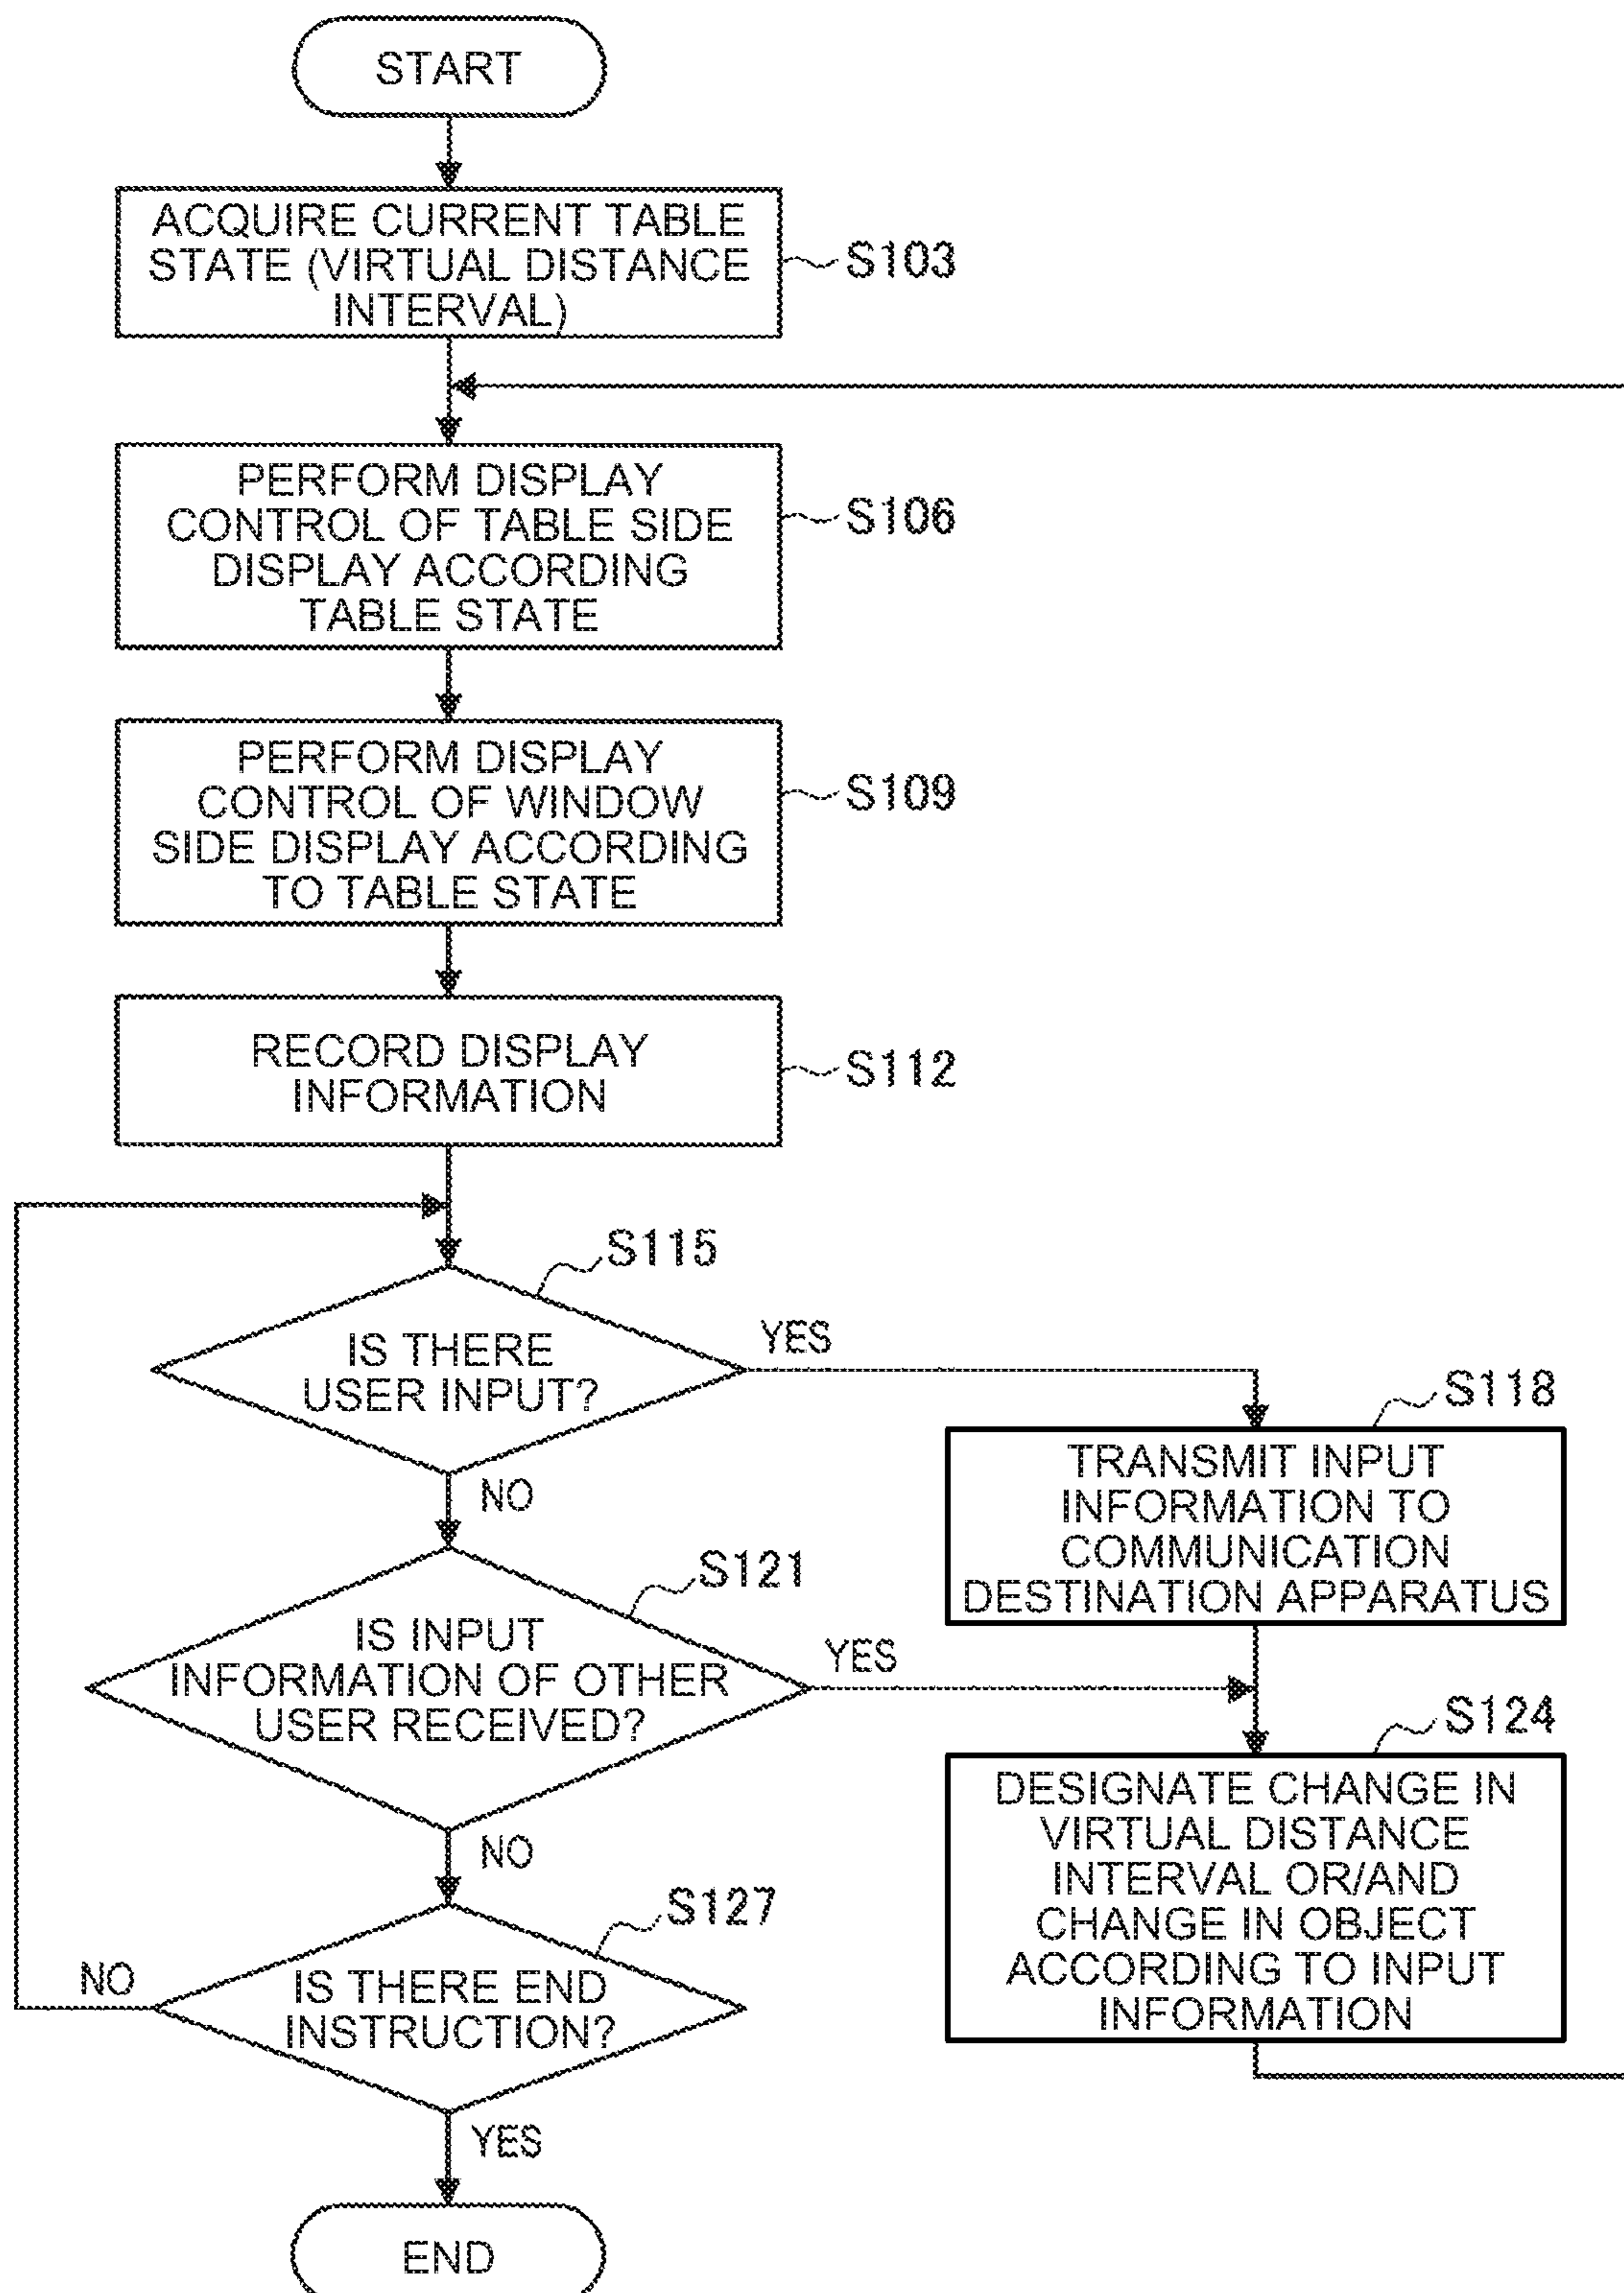 START
ACQUIRE CURRENT TABLE
STATE (VIRTUAL DISTANCE
INTERVAL)
S103
PERFORM DISPLAY
CONTROL OF TABLE SIDE
DISPLAY ACCORDING
TABLE STATE
S106
PERFORM DISPLAY
CONTROL OF WINDOW
SIDE DISPLAY ACCORDING
TO TABLE STATE
S109
RECORD DISPLAY
INFORMATION
S112
S115
IS THERE
USER INPUT?
YES
NO
S118
TRANSMIT INPUT
INFORMATION TO
COMMUNICATION
DESTINATION APPARATUS
S121
IS INPUT
INFORMATION OF OTHER
USER RECEIVED?
YES
NO
S124
DESIGNATE CHANGE IN
VIRTUAL DISTANCE
INTERVAL OR/AND
CHANGE IN OBJECT
ACCORDING TO INPUT
INFORMATION
S127
IS THERE END
INSTRUCTION?
NO
YES
END